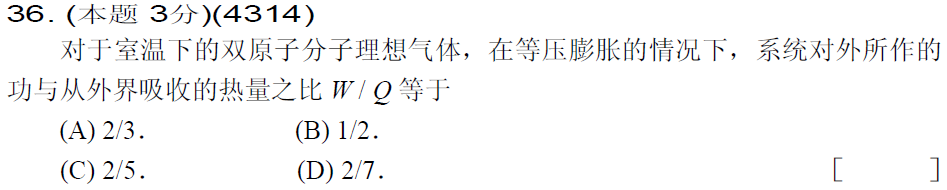 36. (本题 3分)(4314)
对于室温下的双原子分子理想气体，在等压膨胀的情况下，系统对外所作的
功与从外界吸收的热量之比 W / Q 等于
(A) 2/3． (B) 1/2．
(C) 2/5． (D) 2/7． [ ]